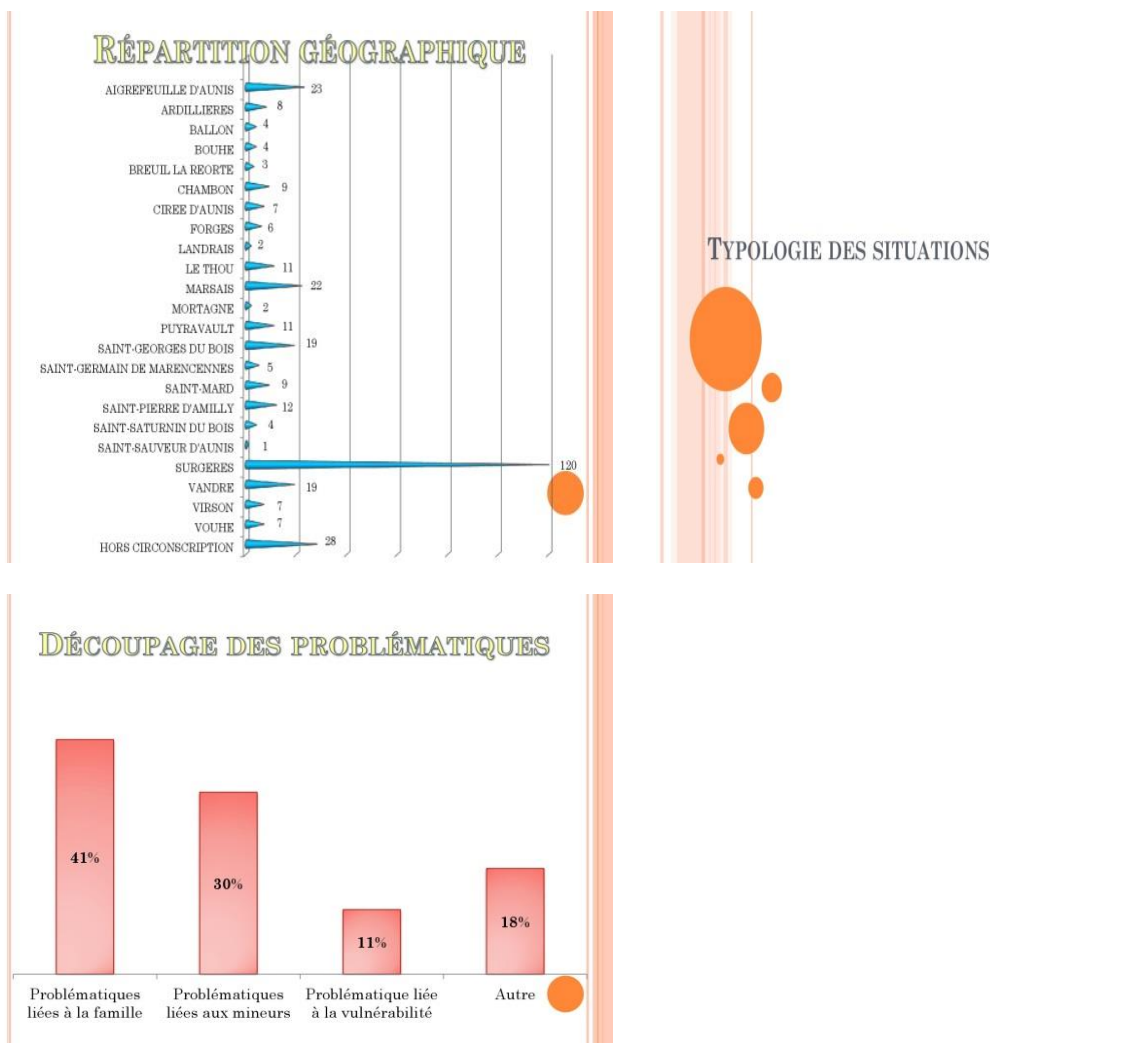 RÉPARTITION GÉOGRAPHIQUE
AIGREFEUILLE D'AUNIS 23
ARDILLIERES 8
BALLON 4
BOUHE 4
BREUIL LA REORTE 3
CHAMBON 9
CIREE D'AUNIS 7
FORGES 6
LANDRAIS 2
LE THOU 11
MARSAIS 22
MORTAGNE 2
PUYRAVAULT 11
SAINT-GEORGES DU BOIS 19
SAINT-GERMAIN DE MARENCENNES 5
SAINT-MARD 9
SAINT-PIERRE D'AMILLY 12
SAINT-SATURNIN DU BOIS 4
SAINT-SAUVEUR D'AUNIS 1
SURGERES 120
VANDRE 19
VIRSON 7
VOUHE 7
HORS CIRCONSCRIPTION 28
TYPOLOGIE DES SITUATIONS
DÉCOUPAGE DES PROBLÉMATIQUES
41%
30%
11%
18%
Problématiques
liées à la famille
Problématiques
liées aux mineurs
Problématique liée
à la vulnérabilité
Autre